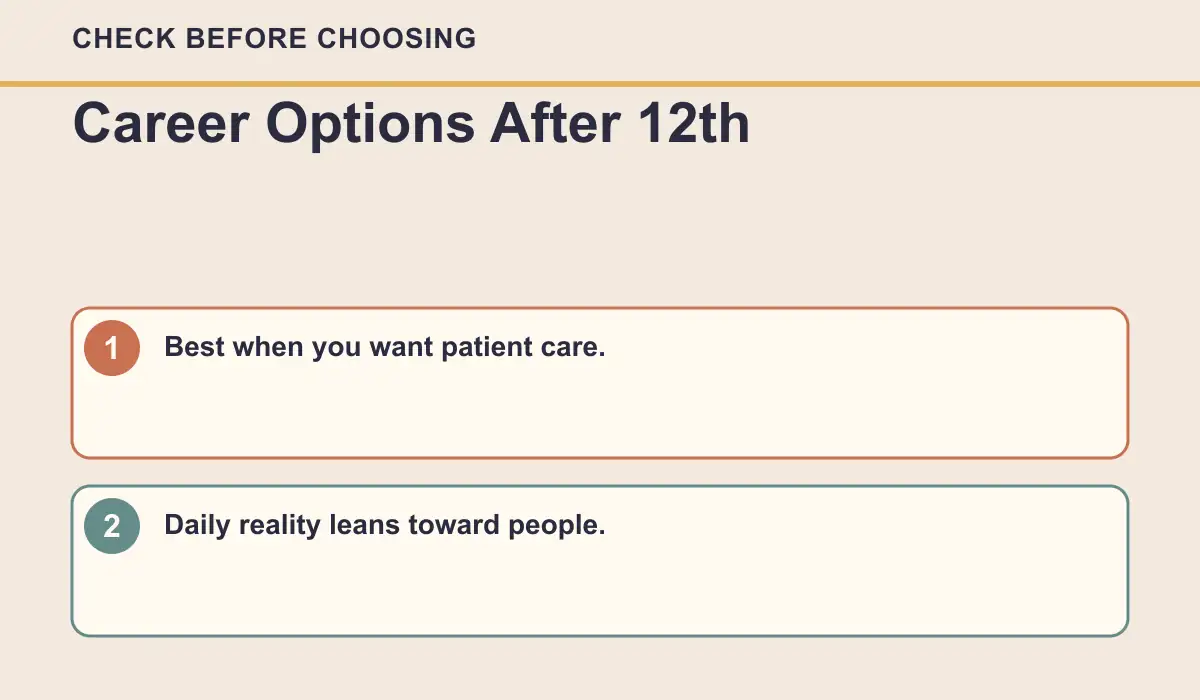 CHECK BEFORE CHOOSING
Career Options After 12th
1
Best when you want patient care.
2
Daily reality leans toward people.